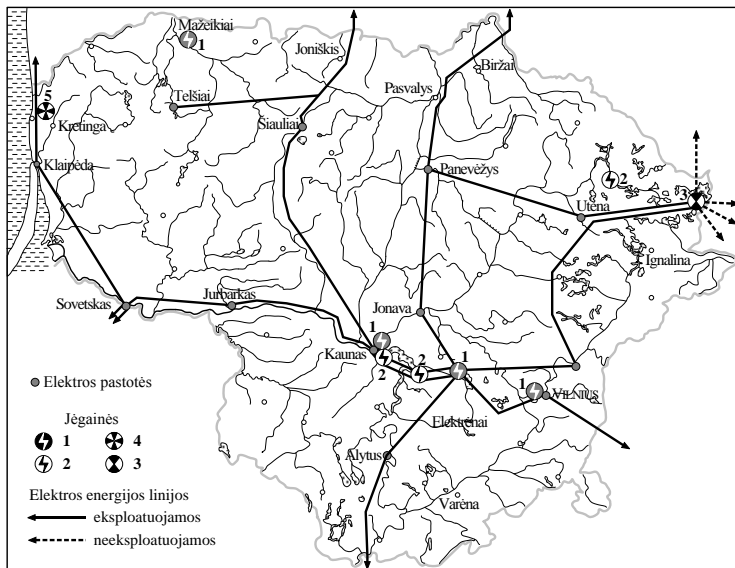 Mažeikiai
1
Joniškis
Biržai
Pasvalys
Telšiai
5
Kretinga
Šiauliai
Klaipėda
Panevėžys
2
3
Utena
Ignalina
Sovetskas
Jurbarkas
Jonava
1
Kaunas
2
2
1
1
VILNIUS
Elektrėnai
Alytus
Varėna
Elektros pastotės
Jėgainės
1 4
2 3
Elektros energijos linijos
eksploatuojamos
neeksploatuojamos